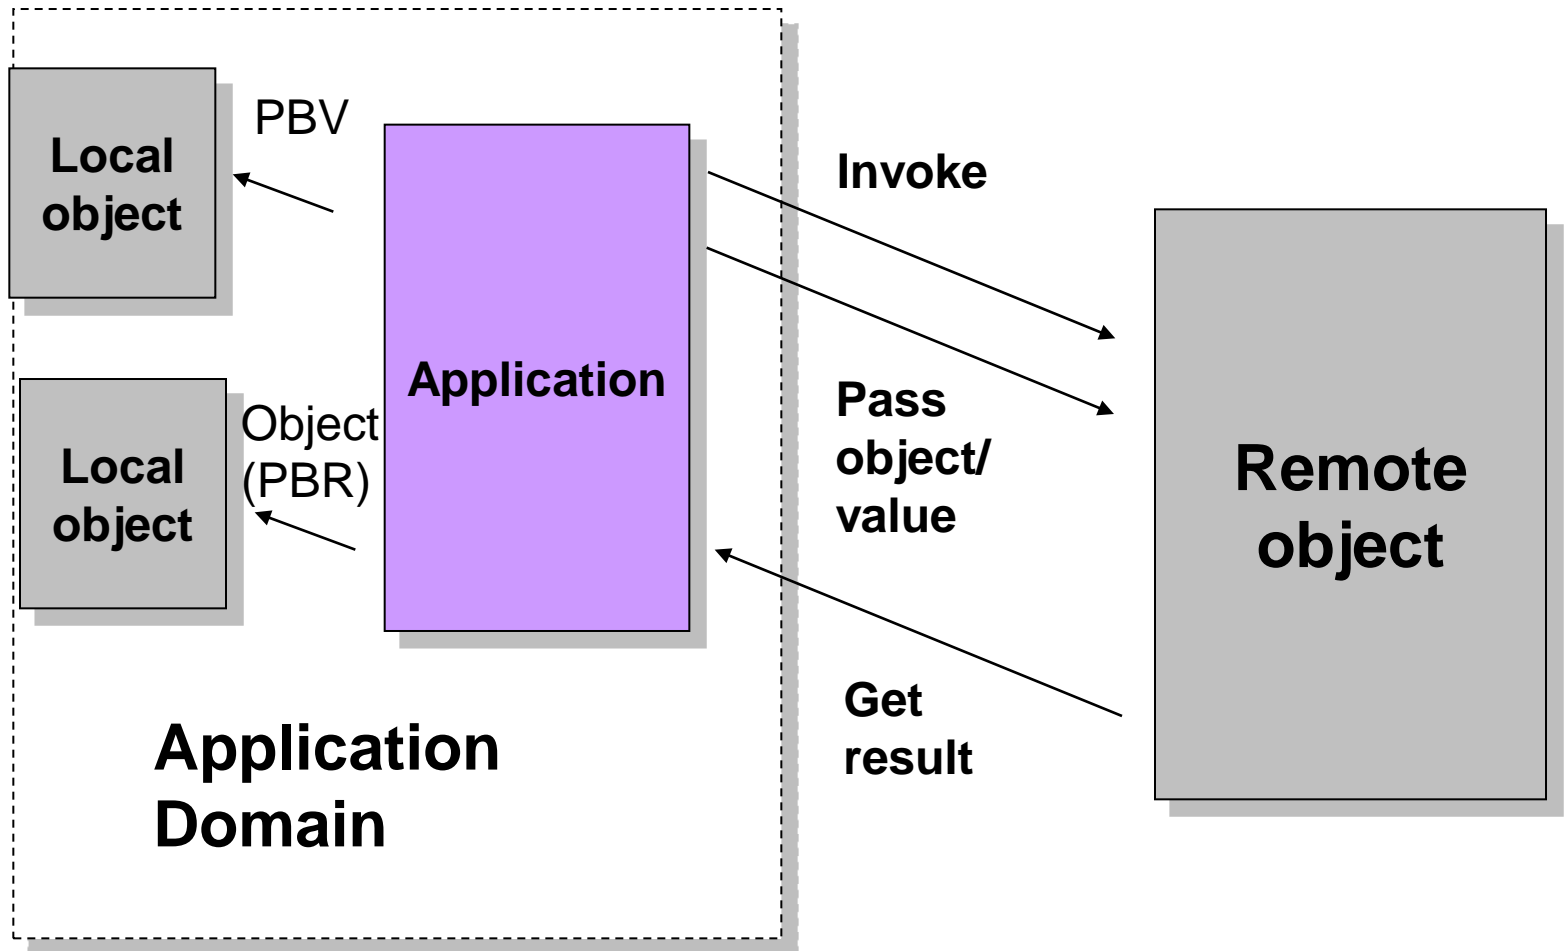 Local
object
PBV
Application
Local
object
Object
(PBR)
Application
Domain
Invoke
Pass
object/
value
Get
result
Remote
object